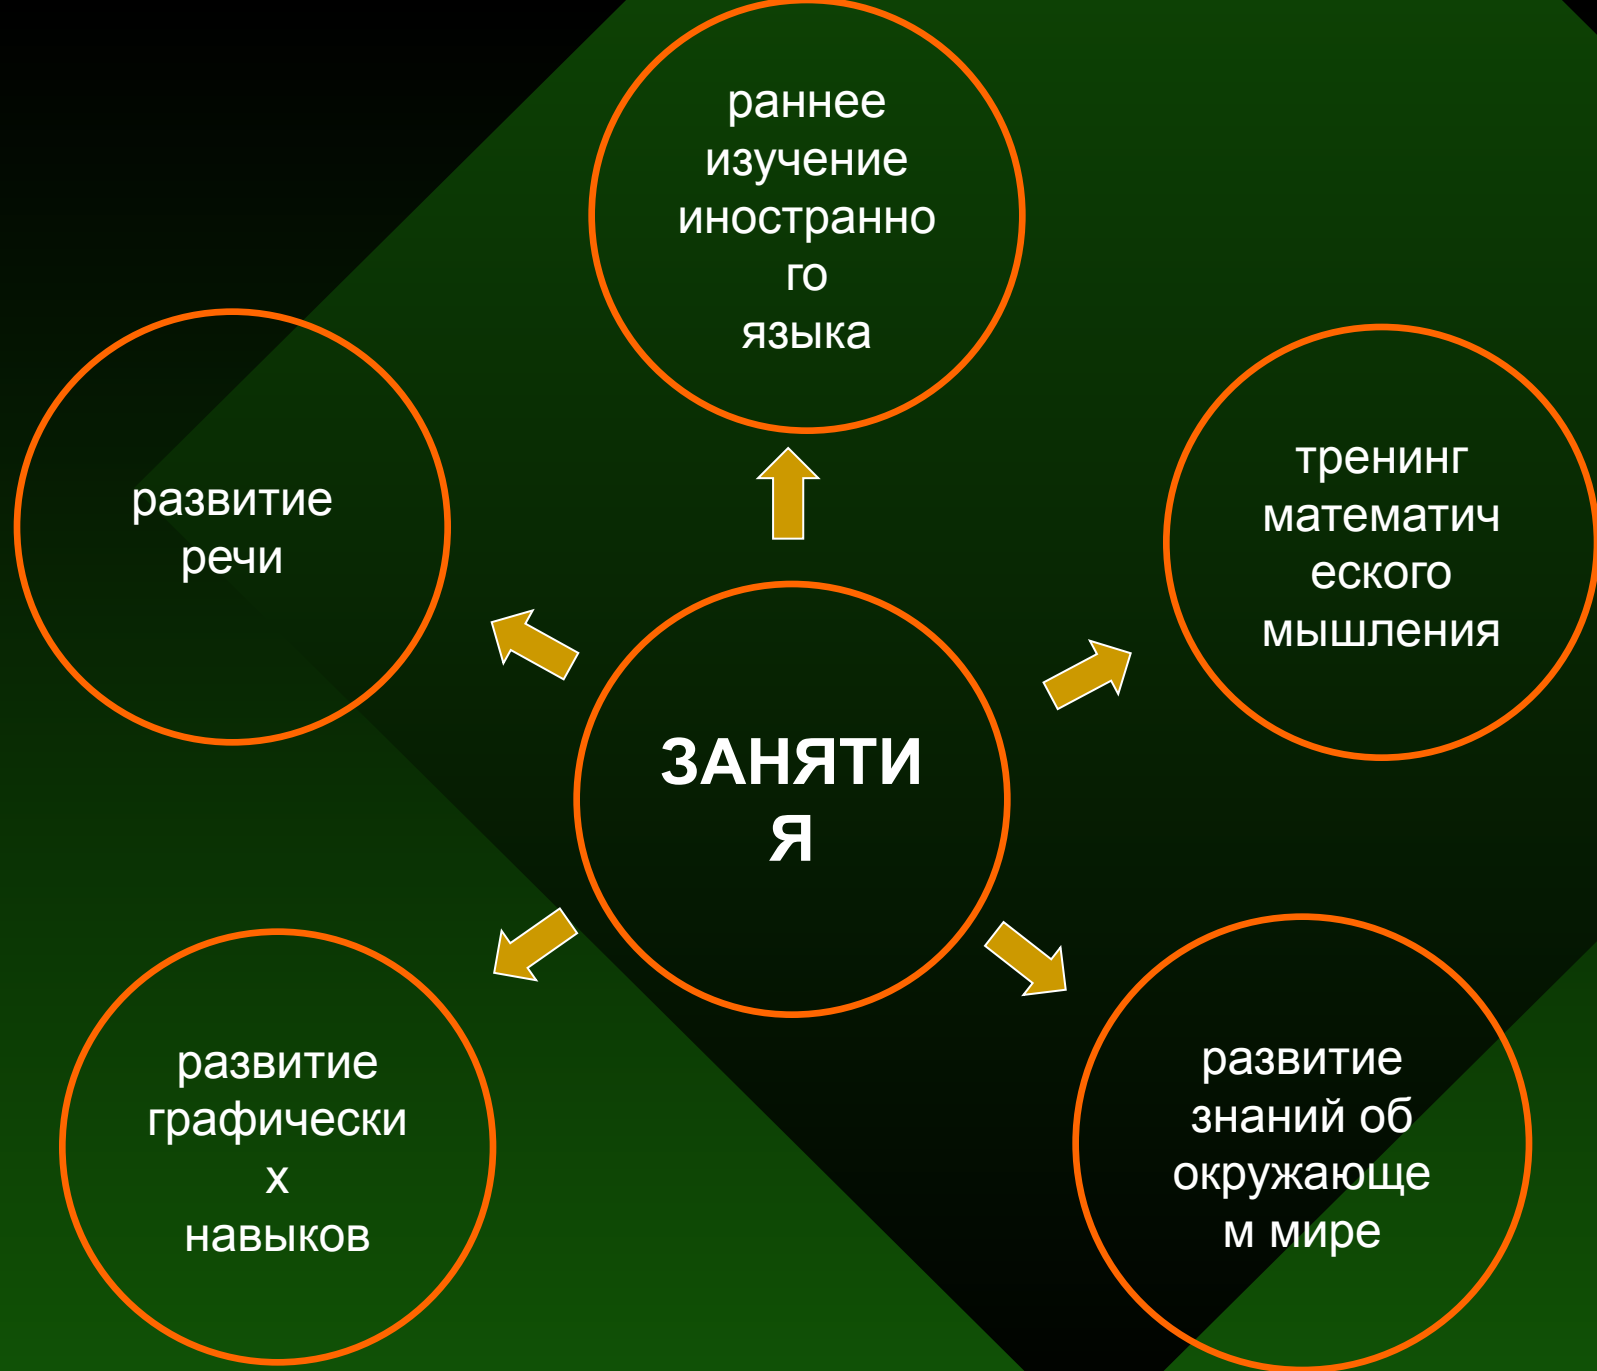 раннее
изучение
иностранно
го
языка
развитие
речи
тренинг
математич
еского
мышления
ЗАНЯТИ
Я
развитие
графически
х
навыков
развитие
знаний об
окружающе
м мире